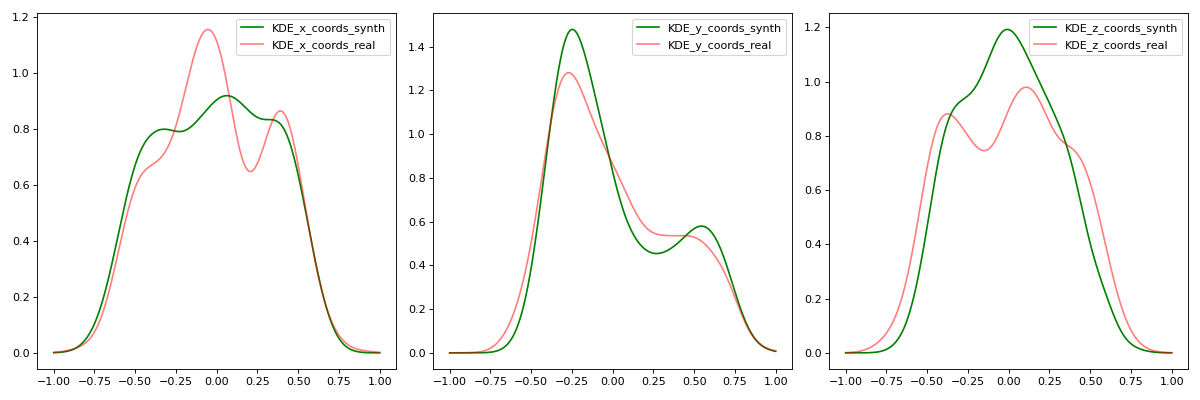 KDE_x_coords_synth
KDE_x_coords_real
1.2
1.0
0.8
0.6
0.4
0.2
0.0
−1.00 −0.75 −0.50 −0.25 0.00 0.25 0.50 0.75 1.00
KDE_y_coords_synth
KDE_y_coords_real
1.4
1.2
1.0
0.8
0.6
0.4
0.2
0.0
−1.00 −0.75 −0.50 −0.25 0.00 0.25 0.50 0.75 1.00
KDE_z_coords_synth
KDE_z_coords_real
1.2
1.0
0.8
0.6
0.4
0.2
0.0
−1.00 −0.75 −0.50 −0.25 0.00 0.25 0.50 0.75 1.00